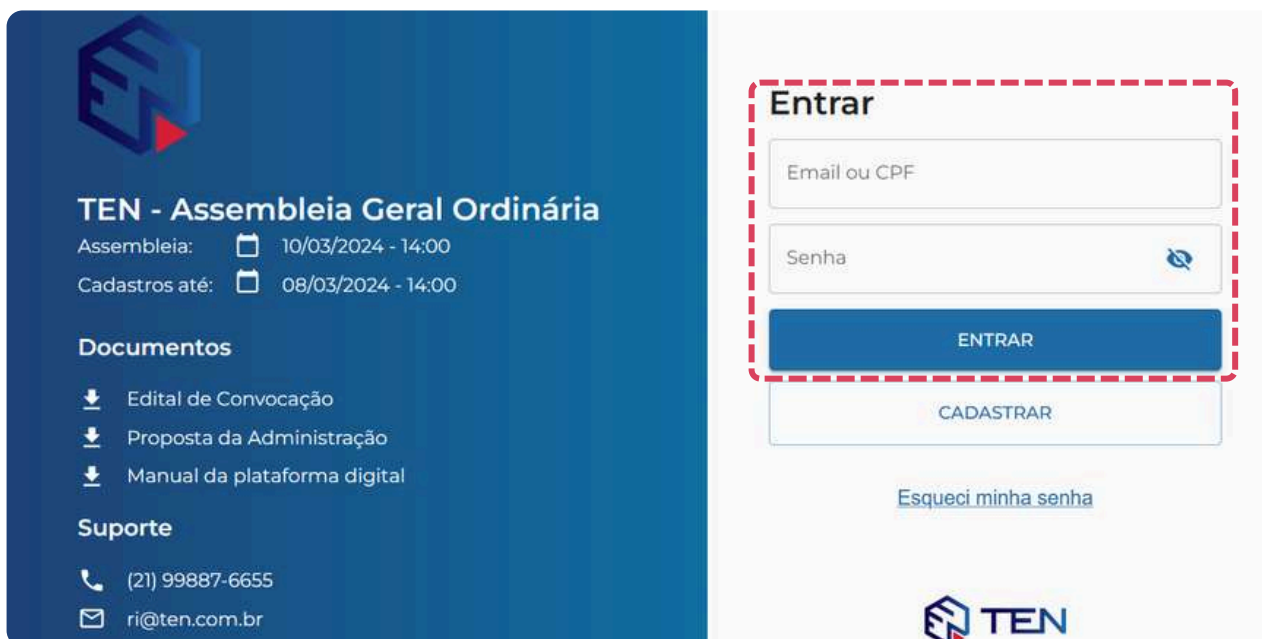 TEN - Assembleia Geral Ordinária
Assembleia: 10/03/2024 - 14:00
Cadastros até: 08/03/2024 - 14:00
Documentos
Edital de Convocação
Proposta da Administração
Manual da plataforma digital
Suporte
(21) 99887-6655
ri@ten.com.br
Entrar
Email ou CPF
Senha
ENTRAR
CADASTRAR
Esqueci minha senha
TEN